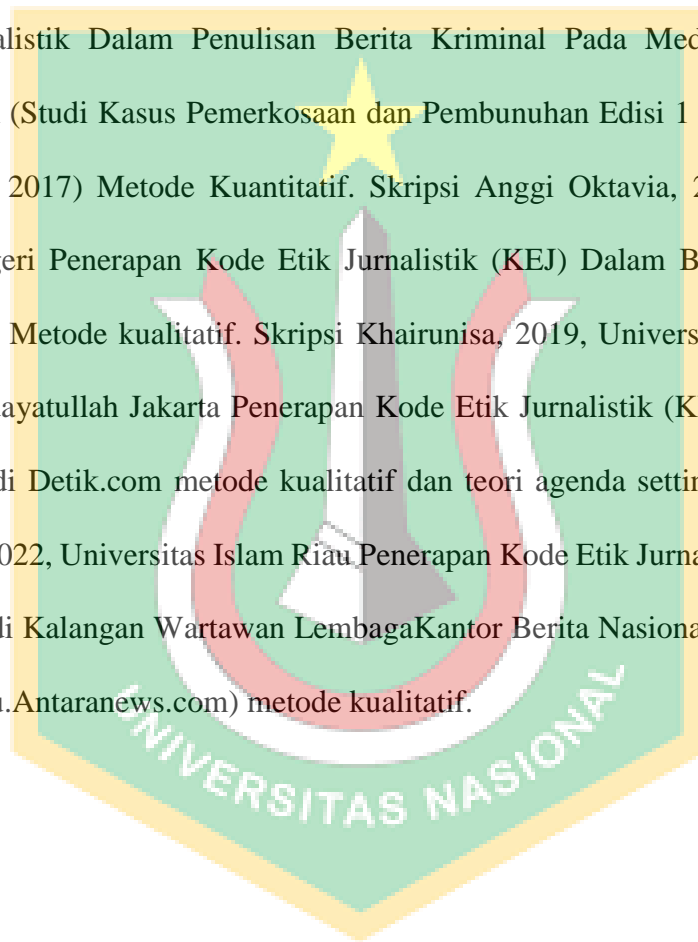 alistik Dalam Penulisan Berita Kriminal Pada Med
(Studi Kasus Pemerkosaan dan Pembunuhan Edisi 1
2017) Metode Kuantitatif. Skripsi Anggi Oktavia, 2
geri Penerapan Kode Etik Jurnalistik (KEJ) Dalam B
Metode kualitatif. Skripsi Khairunisa, 2019, Univers
ayatullah Jakarta Penerapan Kode Etik Jurnalistik (K
di Detik.com metode kualitatif dan teori agenda settin
022, Universitas Islam Riau Penerapan Kode Etik Jurna
di Kalangan Wartawan LembagaKantor Berita Nasiona
u.Antaranews.com) metode kualitatif.
UNIVERSITAS NASIONAL